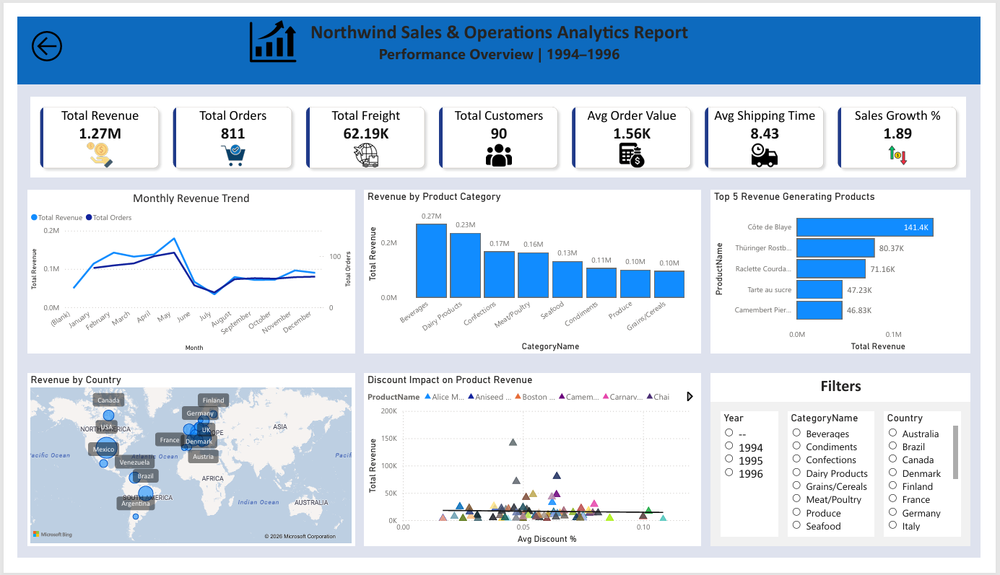 Northwind Sales & Operations Analytics Report
Performance Overview | 1994–1996
Total Revenue
1.27M
Total Orders
811
Total Freight
62.19K
Total Customers
90
Avg Order Value
1.56K
Avg Shipping Time
8.43
Sales Growth %
1.89
Monthly Revenue Trend
Total Revenue
Total Orders
0.2M
0.1M
0.0M
100
0
Total Revenue
Total Orders
(Blank)
January
February
March
April
May
June
July
August
September
October
November
December
Month
Revenue by Product Category
Total Revenue
0.2M
0.0M
0.27M
0.23M
0.17M
0.16M
0.13M
0.11M
0.10M
0.10M
Beverages
Dairy Products
Confections
Meat/Poultry
Seafood
Condiments
Produce
Grains/Cereals
CategoryName
Top 5 Revenue Generating Products
ProductName
Côte de Blaye
141.4K
Thüringer Rostb...
80.37K
Raclette Courda...
71.16K
Tarte au sucre
47.23K
Camembert Pier...
46.83K
0.0M
0.1M
Total Revenue
Revenue by Country
Canada
Finland
Germany
USA
NORTH AMERICA
UK
ASIA
France
Denmark
Mexico
Pacific Ocean
Atlantic Ocean
Austria
Venezuela
Brazil
AFRICA
SOUTH AMERICA
Argentina
Indian Ocean
AUSTRALIA
Microsoft Bing
© 2026 Microsoft Corporation
Discount Impact on Product Revenue
ProductName
Alice M...
Aniseed ...
Boston ...
Camem...
Carnarv...
Chai
200K
150K
100K
50K
0K
Total Revenue
0.00
0.05
0.10
Avg Discount %
Filters
Year
--
1994
1995
1996
CategoryName
Beverages
Condiments
Confections
Dairy Products
Grains/Cereals
Meat/Poultry
Produce
Seafood
Country
Australia
Brazil
Canada
Denmark
Finland
France
Germany
Italy